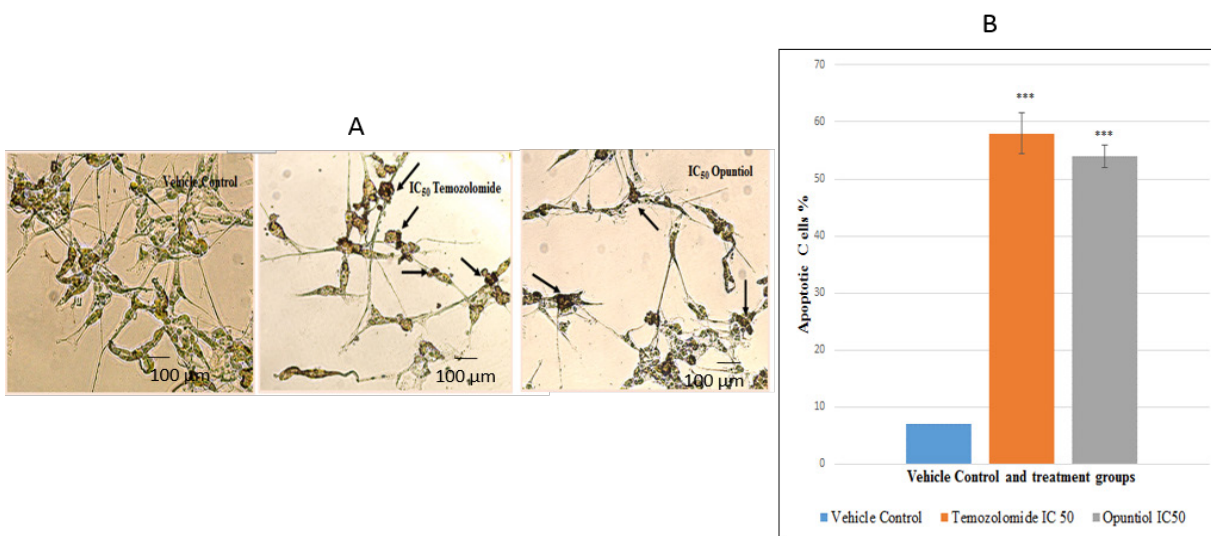 A
Vehicle Control
100 µm
IC50 Temozolomide
100 µm
IC50 Opuntiol
100 µm
B
70
60
50
40
30
20
10
0
Apoptotic C ells %
***
***
Vehicle Control and treatment groups
Vehicle Control
Temozolomide IC 50
Opuntiol IC50